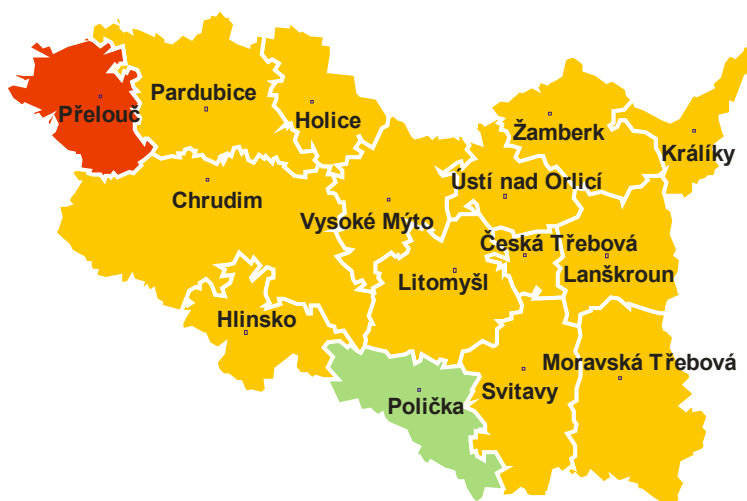 Pardubice
Přelouč
Holice
Žamberk
Králíky
Chrudim
Ústí nad Orlicí
Vysoké Mýto
Česká Třebová
Litomyšl
Lanškroun
Hlinsko
Moravská Třebová
Svitavy
Polička